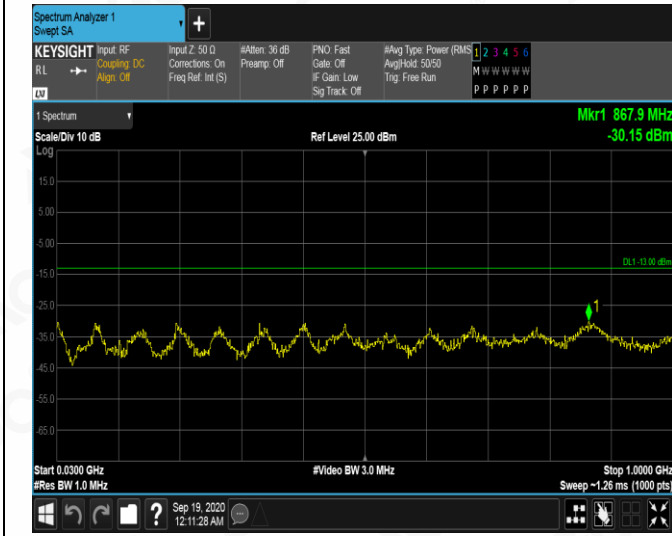 Spectrum Analyzer 1
Swept SA
+
KEYSIGHT
RL
LXI
Input: RF
Coupling: DC
Align: Off
Input Z: 50 Ω
Corrections: On
Freq Ref: Int (S)
#Atten: 36 dB
Preamp: Off
PNO: Fast
Gate: Off
IF Gain: Low
Sig Track: Off
#Avg Type: Power (RMS
Avg|Hold: 50/50
Trig: Free Run
1 2 3 4 5 6
M W W W W W
P P P P P P
1 Spectrum
Mkr1 867.9 MHz
-30.15 dBm
Scale/Div 10 dB
Ref Level 25.00 dBm
Log
15.0
5.00
-5.00
DL1 -13.00 dBm
-15.0
-25.0
1
-35.0
-45.0
-55.0
-65.0
Start 0.0300 GHz
#Video BW 3.0 MHz
Stop 1.0000 GHz
#Res BW 1.0 MHz
Sweep ~1.26 ms (1000 pts)
?
Sep 19, 2020
12:11:28 AM